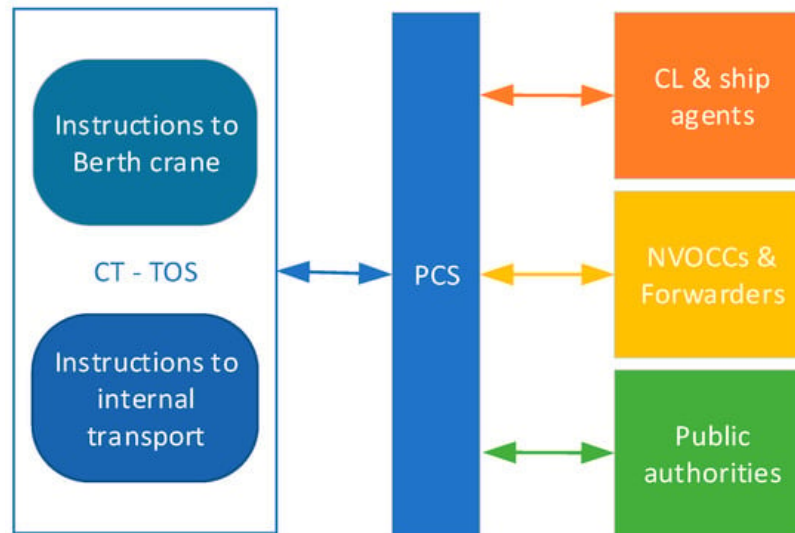 Instructions to
Berth crane
CT - TOS
Instructions to
internal
transport
PCS
CL & ship
agents
NVOCCs &
Forwarders
Public
authorities